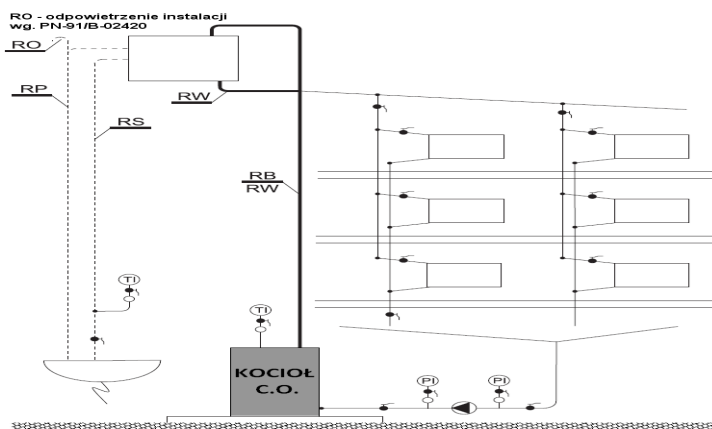 RO - odpowietrzenie instalacji
wg. PN-91/B-02420
RO
RP
RW
RS
RB
RW
TI
TI
KOCIOŁ
C.O.
PI
PI